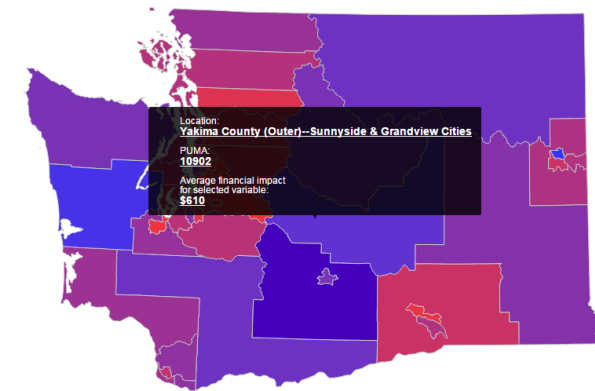 Location:
Yakima County (Outer)--Sunnyside & Grandview Cities
PUMA:
10902
Average financial impact
for selected variable:
$610